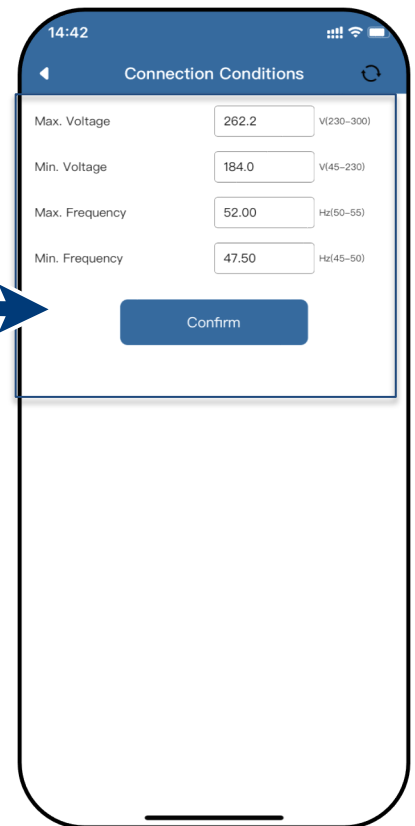 14:42
Connection Conditions
Max. Voltage 262.2 V(230-300)
Min. Voltage 184.0 V(45-230)
Max. Frequency 52.00 Hz(50-55)
Min. Frequency 47.50 Hz(45-50)
Confirm